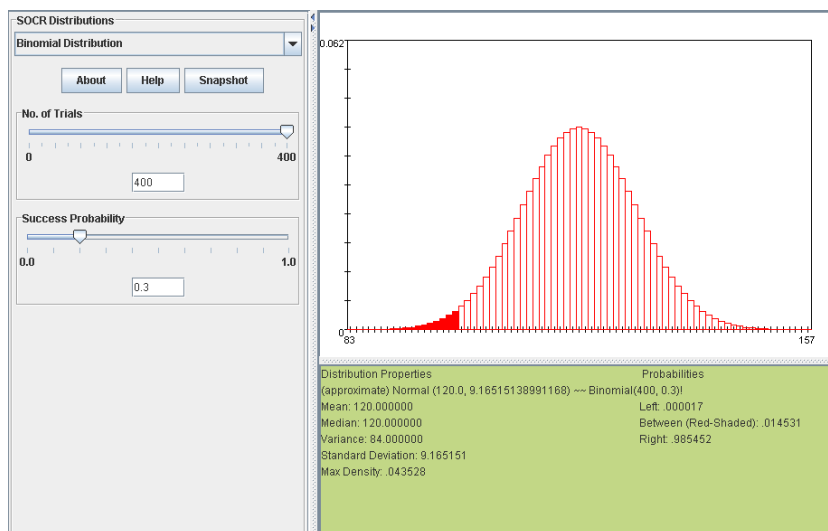 SOCR Distributions
Binomial Distribution
About Help Snapshot
No. of Trials
0 400
400
Success Probability
0.0 1.0
0.3
0.062
0
83 157
Distribution Properties Probabilities
(approximate) Normal (120.0, 9.16515138991168) ~~ Binomial(400, 0.3)!
Mean: 120.000000 Left: .000017
Median: 120.000000 Between (Red-Shaded): .014531
Variance: 84.000000 Right: .985452
Standard Deviation: 9.165151
Max Density: .043528